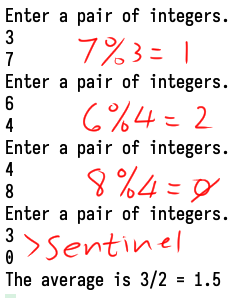 Enter a pair of integers.
3
7 7%3 = 1
Enter a pair of integers.
6
4 6%4 = 2
Enter a pair of integers.
4
8 8%4 = 0
Enter a pair of integers.
3 >Sentinel
0
The average is 3/2 = 1.5